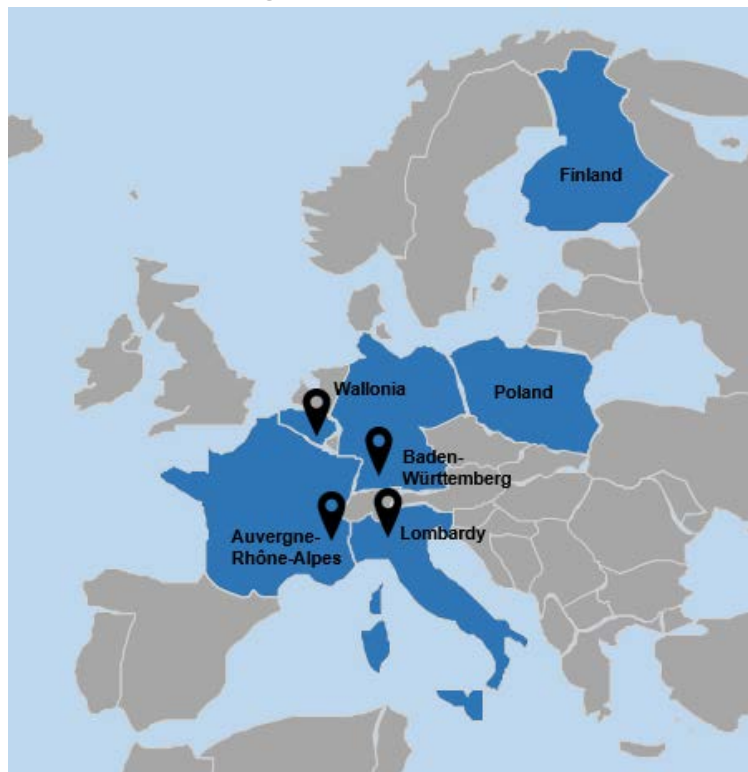 Finland
Wallonia
Poland
Baden-
Württemberg
Auvergne-
Rhône-Alpes
Lombardy